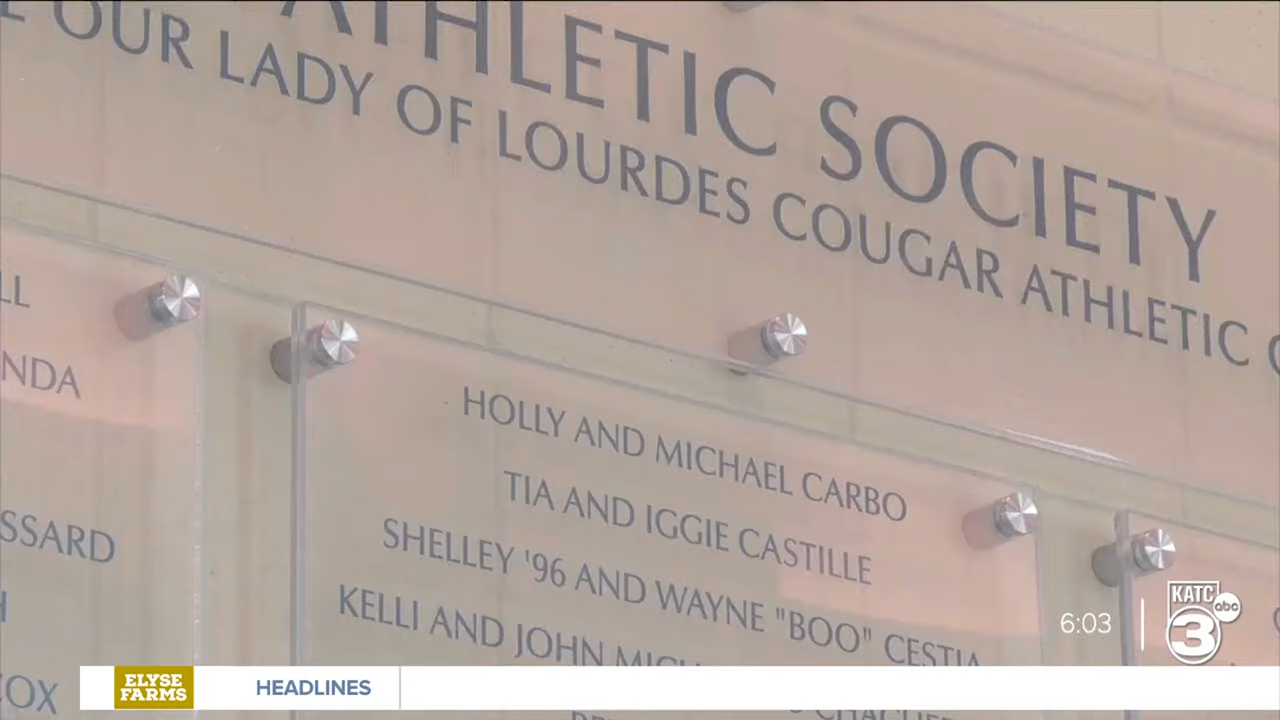 ATHLETIC SOCIETY
OUR LADY OF LOURDES COUGAR ATHLETIC
LL
NDA
SSARD
COX
HOLLY AND MICHAEL CARBO
TIA AND IGGIE CASTILLE
SHELLEY '96 AND WAYNE "BOO" CESTIA
KELLI AND JOHN
6:03
KATC
abc
3
ELYSE
FARMS
HEADLINES